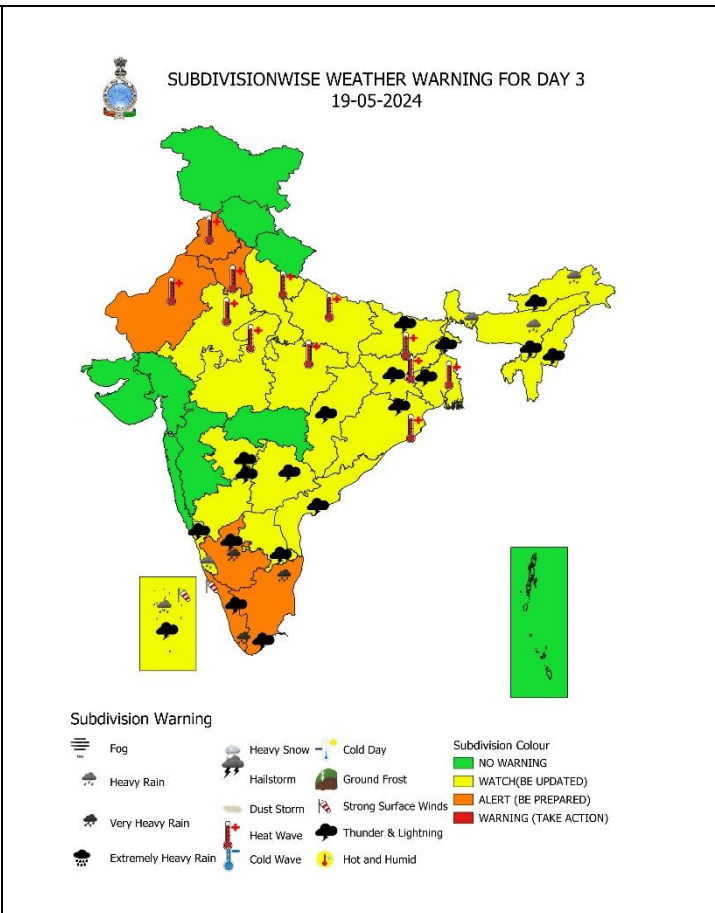 SUBDIVISIONWISE WEATHER WARNING FOR DAY 3
19-05-2024
Subdivision Warning
Fog
Heavy Rain
Very Heavy Rain
Extremely Heavy Rain
Heavy Snow
Hailstorm
Dust Storm
Heat Wave
Cold Wave
Cold Day
Ground Frost
Strong Surface Winds
Thunder & Lightning
Hot and Humid
Subdivision Colour
NO WARNING
WATCH(BE UPDATED)
ALERT (BE PREPARED)
WARNING (TAKE ACTION)